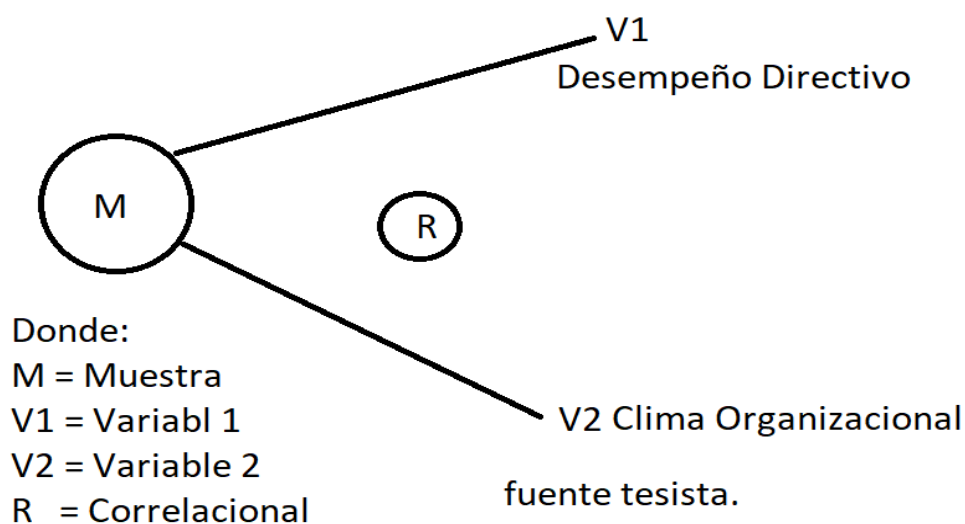 V1
Desempeño Directivo
M
R
Donde:
M = Muestra
V1 = Variabl 1
V2 = Variable 2
R = Correlacional
V2 Clima Organizacional
fuente tesista.